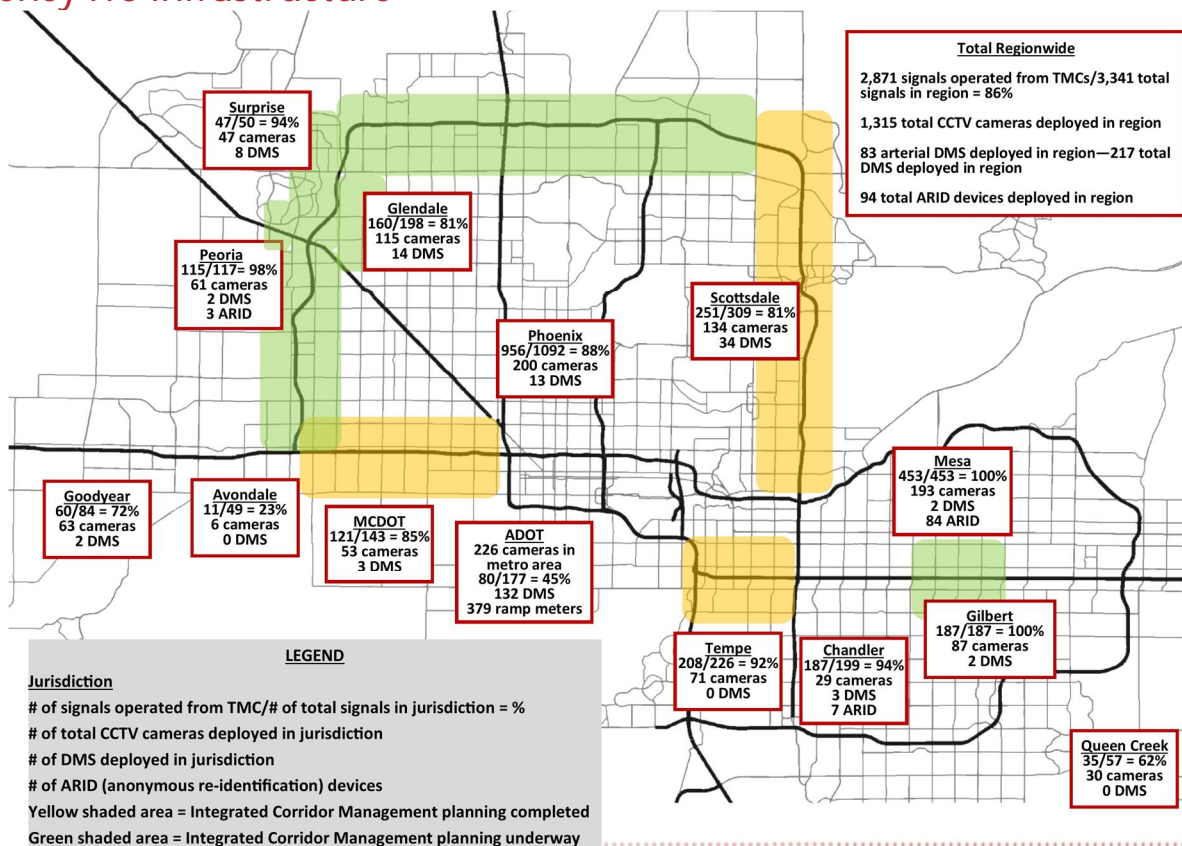 ITS Infrastructure
Surprise
47/50 = 94%
47 cameras
8 DMS
Total Regionwide
2,871 signals operated from TMCs/3,341 total
signals in region = 86%
1,315 total CCTV cameras deployed in region
83 arterial DMS deployed in region—217 total
DMS deployed in region
94 total ARID devices deployed in region
Glendale
160/198 = 81%
115 cameras
14 DMS
Peoria
115/117= 98%
61 cameras
2 DMS
3 ARID
Scottsdale
251/309 = 81%
134 cameras
34 DMS
Phoenix
956/1092 = 88%
200 cameras
13 DMS
Mesa
453/453 = 100%
193 cameras
2 DMS
84 ARID
Goodyear
60/84 = 72%
63 cameras
2 DMS
Avondale
11/49 = 23%
6 cameras
0 DMS
MCDOT
121/143 = 85%
53 cameras
3 DMS
ADOT
226 cameras in
metro area
80/177 = 45%
132 DMS
379 ramp meters
Gilbert
187/187 = 100%
87 cameras
2 DMS
Tempe
208/226 = 92%
71 cameras
0 DMS
Chandler
187/199 = 94%
29 cameras
3 DMS
7 ARID
Queen Creek
35/57 = 62%
30 cameras
0 DMS
LEGEND
Jurisdiction
# of signals operated from TMC/# of total signals in jurisdiction = %
# of total CCTV cameras deployed in jurisdiction
# of DMS deployed in jurisdiction
# of ARID (anonymous re-identification) devices
Yellow shaded area = Integrated Corridor Management planning completed
Green shaded area = Integrated Corridor Management planning underway